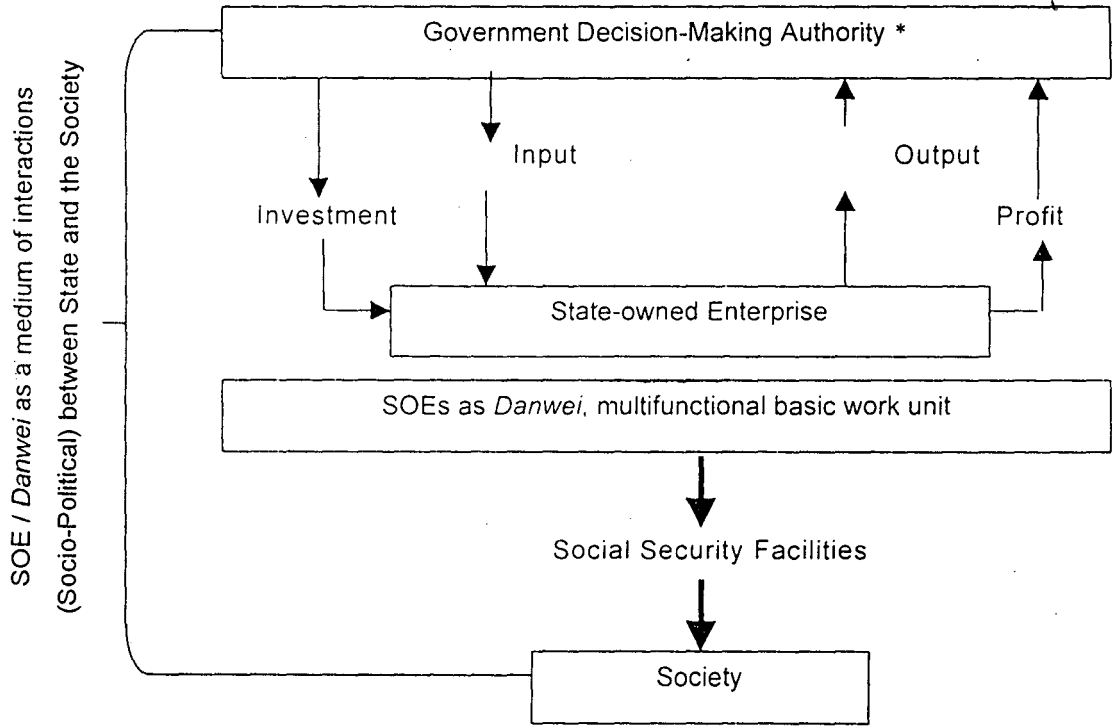 Government Decision-Making Authority *
Input
Output
Investment
Profit
State-owned Enterprise
SOEs as Danwei, multifunctional basic work unit
Social Security Facilities
Society
SOE / Danwei as a medium of interactions
(Socio-Political) between State and the Society